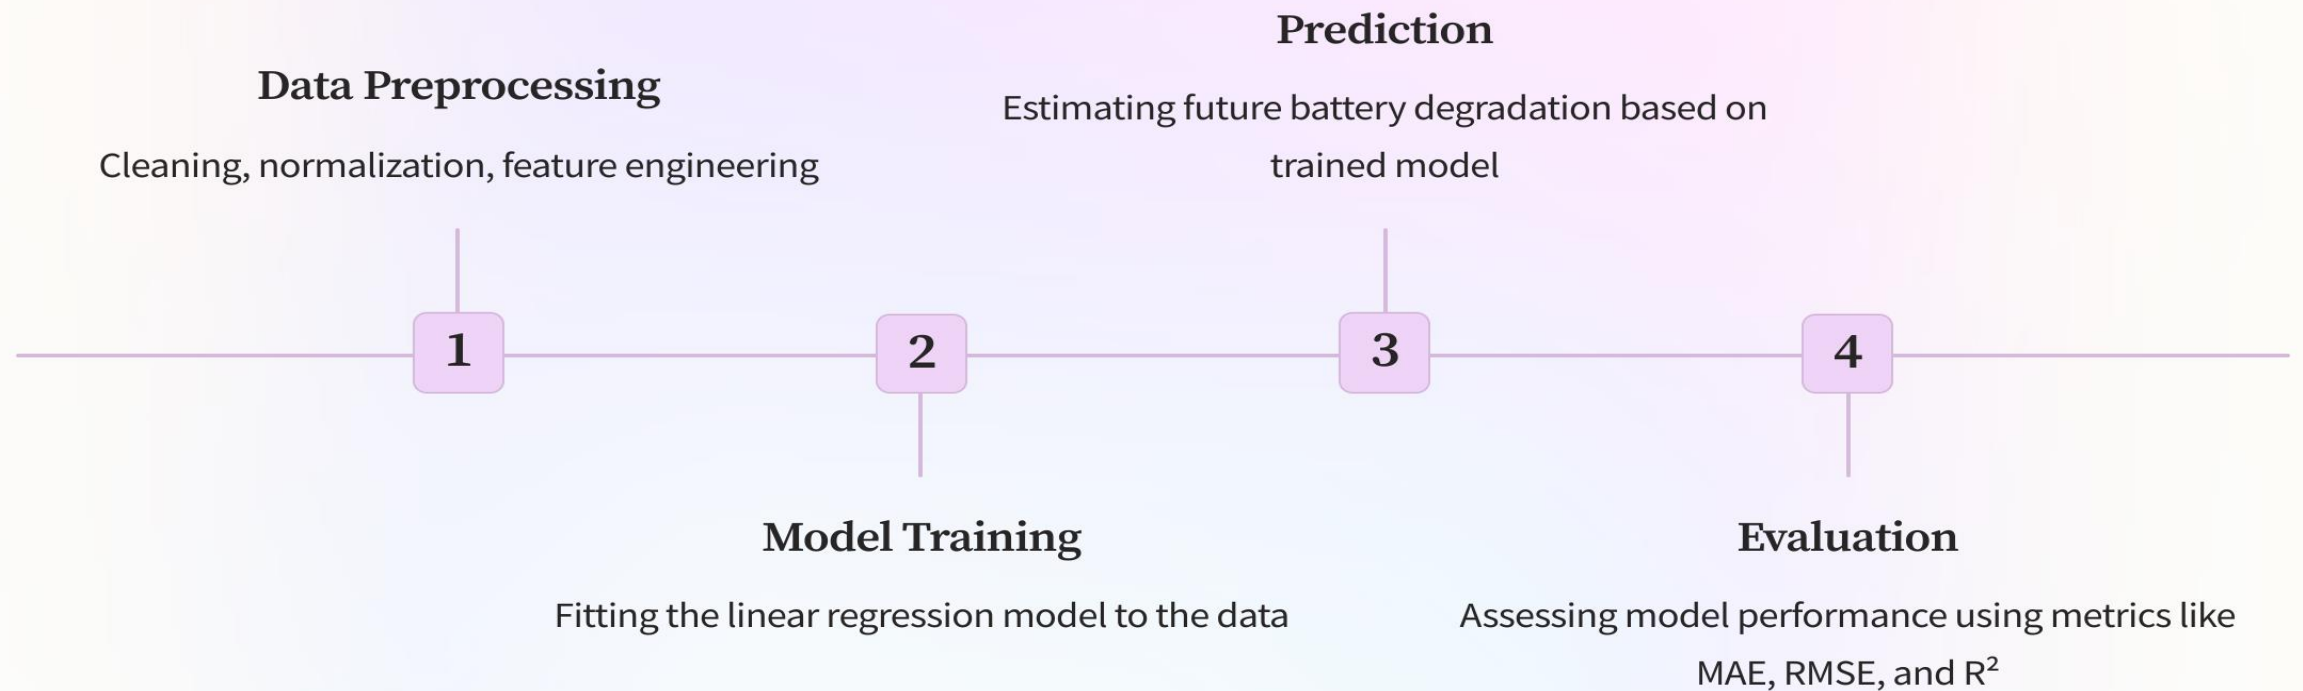 Data Preprocessing
Cleaning, normalization, feature engineering
1
2
Model Training
Fitting the linear regression model to the data
Prediction
Estimating future battery degradation based on
trained model
3
4
Evaluation
Assessing model performance using metrics like
MAE, RMSE, and R²